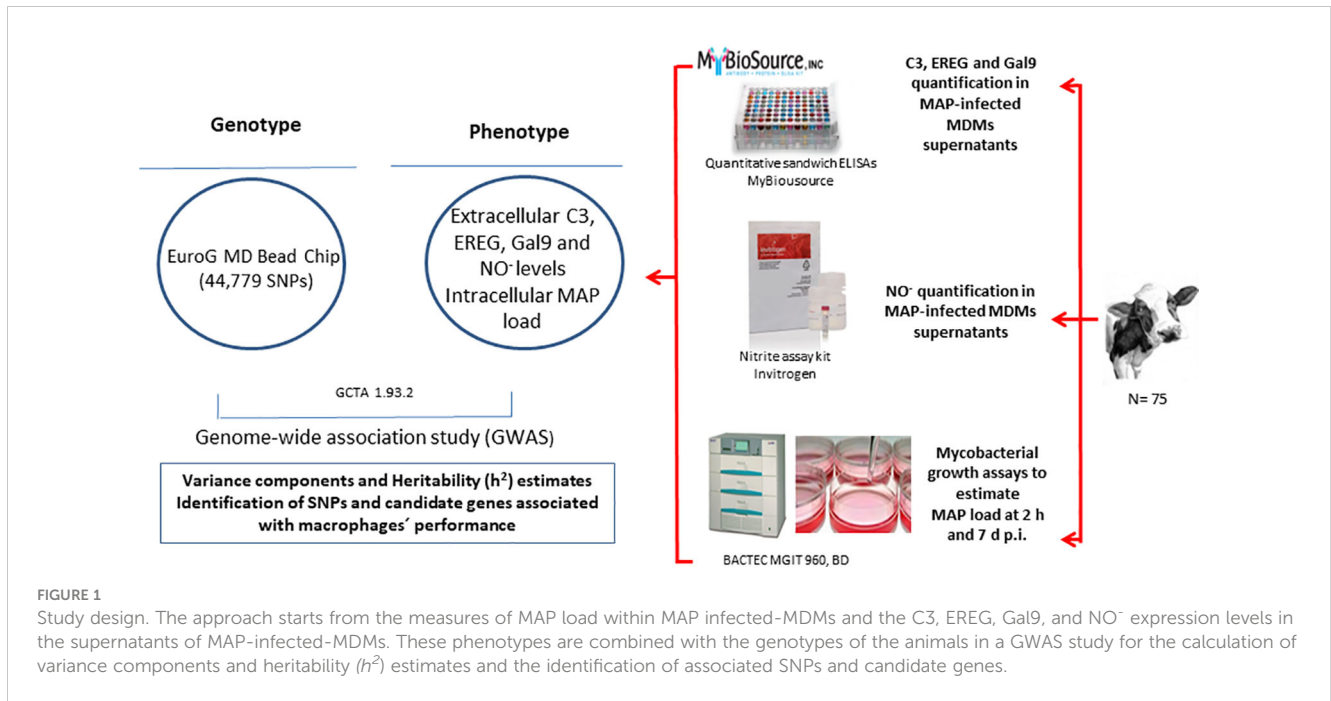 Genotype
EuroG MD Bead Chip
(44,779 SNPs)
Phenotype
Extracellular C3,
EREG, Gal9 and
NO⁻ levels
Intracellular MAP
load
GCTA 1.93.2
Genome-wide association study (GWAS)
Variance components and Heritability (h²) estimates
Identification of SNPs and candidate genes associated
with macrophages´ performance
MYBIOSOURCE, INC
ANTIBODY • PROTEIN • ELISA KIT
Quantitative sandwich ELISAs
MyBiousource
C3, EREG and Gal9
quantification in
MAP-infected
MDMs
supernatants
invitrogen
Nitrite assay kit
Invitrogen
NO⁻ quantification in
MAP-infected MDMs
supernatants
N= 75
BACTEC MGIT 960, BD
Mycobacterial
growth assays to
estimate
MAP load at 2 h
and 7 d p.i.
FIGURE 1
Study design. The approach starts from the measures of MAP load within MAP infected-MDMs and the C3, EREG, Gal9, and NO⁻ expression levels in
the supernatants of MAP-infected-MDMs. These phenotypes are combined with the genotypes of the animals in a GWAS study for the calculation of
variance components and heritability (h²) estimates and the identification of associated SNPs and candidate genes.